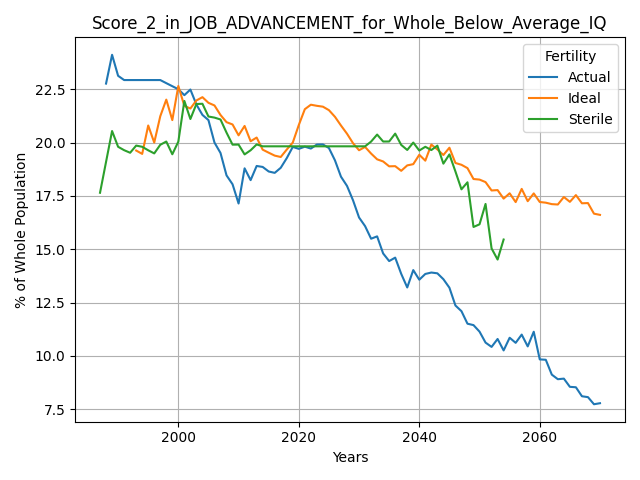 Score_2_in_JOB_ADVANCEMENT_for_Whole_Below_Average_IQ
Fertility
Actual
Ideal
Sterile
% of Whole Population
22.5
20.0
17.5
15.0
12.5
10.0
7.5
2000 2020 2040 2060
Years